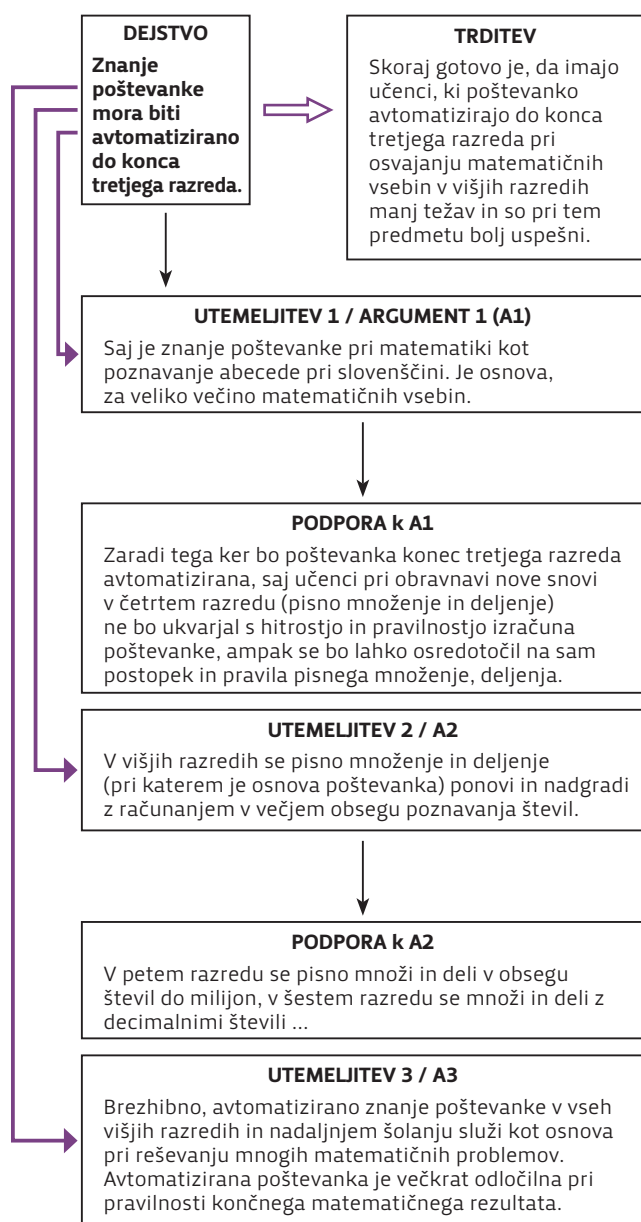 DEJSTVO
Znanje
poštevanke
mora biti
avtomatizirano
do konca
tretjega razreda.
TRDITEV
Skoraj gotovo je, da imajo
učenci, ki poštevanko
avtomatizirajo do konca
tretjega razreda pri
osvajanju matematičnih
vsebin v višjih razredih
manj težav in so pri tem
predmetu bolj uspešni.
UTEMELJITEV 1 / ARGUMENT 1 (A1)
Saj je znanje poštevanke pri matematiki kot
poznavanje abecede pri slovenščini. Je osnova,
za veliko večino matematičnih vsebin.
PODPORA k A1
Zaradi tega ker bo poštevanka konec tretjega razreda
avtomatizirana, saj učenci pri obravnavi nove snovi
v četrtem razredu (pisno množenje in deljenje)
ne bo ukvarjal s hitrostjo in pravilnostjo izračuna
poštevanke, ampak se bo lahko osredotočil na sam
postopek in pravila pisnega množenje, deljenja.
UTEMELJITEV 2 / A2
V višjih razredih se pisno množenje in deljenje
(pri katerem je osnova poštevanka) ponovi in nadgradi
z računanjem v večjem obsegu poznavanja števil.
PODPORA k A2
V petem razredu se pisno množi in deli v obsegu
števil do milijon, v šestem razredu se množi in deli z
decimalnimi števili ...
UTEMELJITEV 3 / A3
Brezhibno, avtomatizirano znanje poštevanke v vseh
višjih razredih in nadaljnjem šolanju služi kot osnova
pri reševanju mnogih matematičnih problemov.
Avtomatizirana poštevanka je večkrat odločilna pri
pravilnosti končnega matematičnega rezultata.